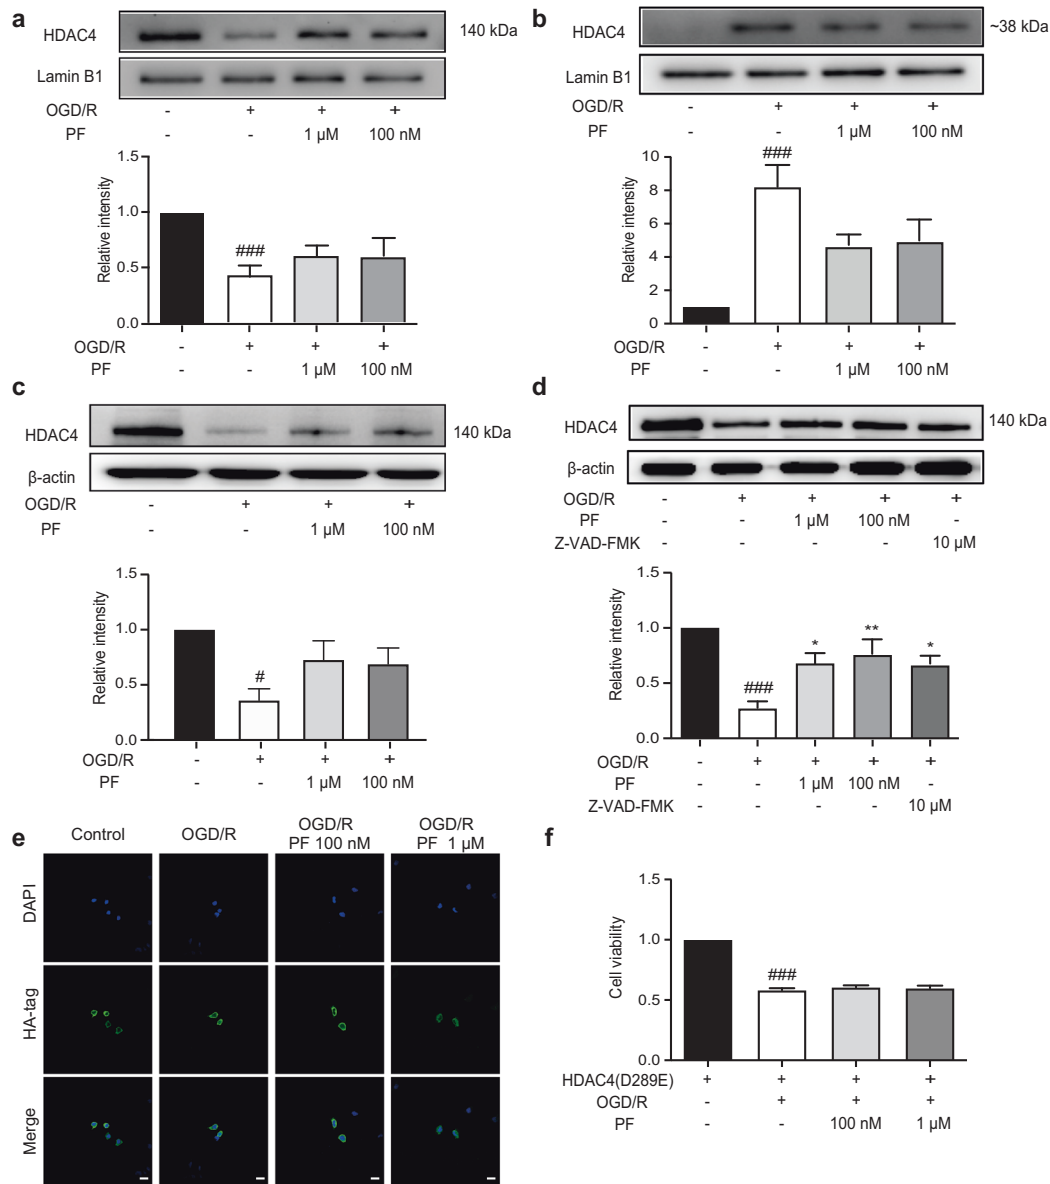 a
HDAC4 140 kDa
Lamin B1
OGD/R - + + +
PF - - 1 μM 100 nM
Relative intensity
1.5
1.0
0.5
0.0
###
OGD/R - + + +
PF - - 1 μM 100 nM
b
HDAC4 ~38 kDa
Lamin B1
OGD/R - + + +
PF - - 1 μM 100 nM
Relative intensity
10
8
6
4
2
0
###
OGD/R - + + +
PF - - 1 μM 100 nM
c
HDAC4 140 kDa
β-actin
OGD/R - + + +
PF - - 1 μM 100 nM
Relative intensity
1.5
1.0
0.5
0.0
#
OGD/R - + + +
PF - - 1 μM 100 nM
d
HDAC4 140 kDa
β-actin
OGD/R - + + + +
PF - - 1 μM 100 nM -
Z-VAD-FMK - - - - 10 μM
Relative intensity
1.5
1.0
0.5
0.0
### * ** *
OGD/R - + + + +
PF - - 1 μM 100 nM -
Z-VAD-FMK - - - - 10 μM
e
Control OGD/R OGD/R PF 100 nM OGD/R PF 1 μM
DAPI
HA-tag
Merge
f
Cell viability
1.5
1.0
0.5
0.0
###
HDAC4(D289E) + + + +
OGD/R - + + +
PF - - 100 nM 1 μM